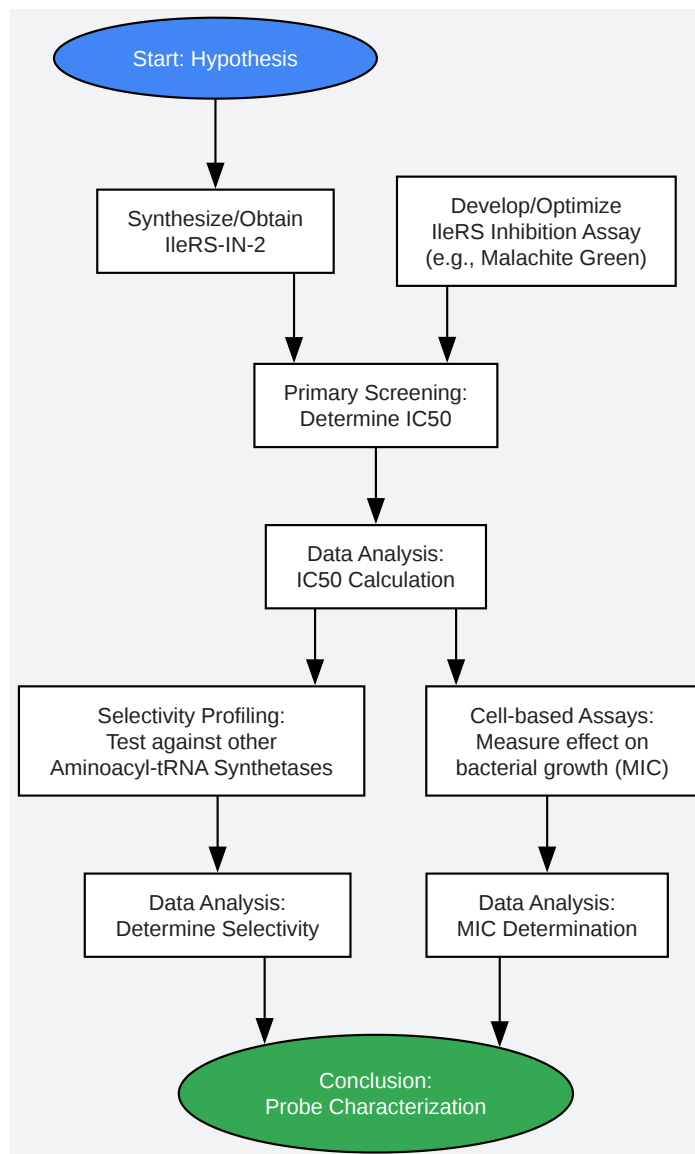 Start: Hypothesis
Synthesize/Obtain
IleRS-IN-2
Develop/Optimize
IleRS Inhibition Assay
(e.g., Malachite Green)
Primary Screening:
Determine IC50
Data Analysis:
IC50 Calculation
Selectivity Profiling:
Test against other
Aminoacyl-tRNA Synthetases
Cell-based Assays:
Measure effect on
bacterial growth (MIC)
Data Analysis:
Determine Selectivity
Data Analysis:
MIC Determination
Conclusion:
Probe Characterization